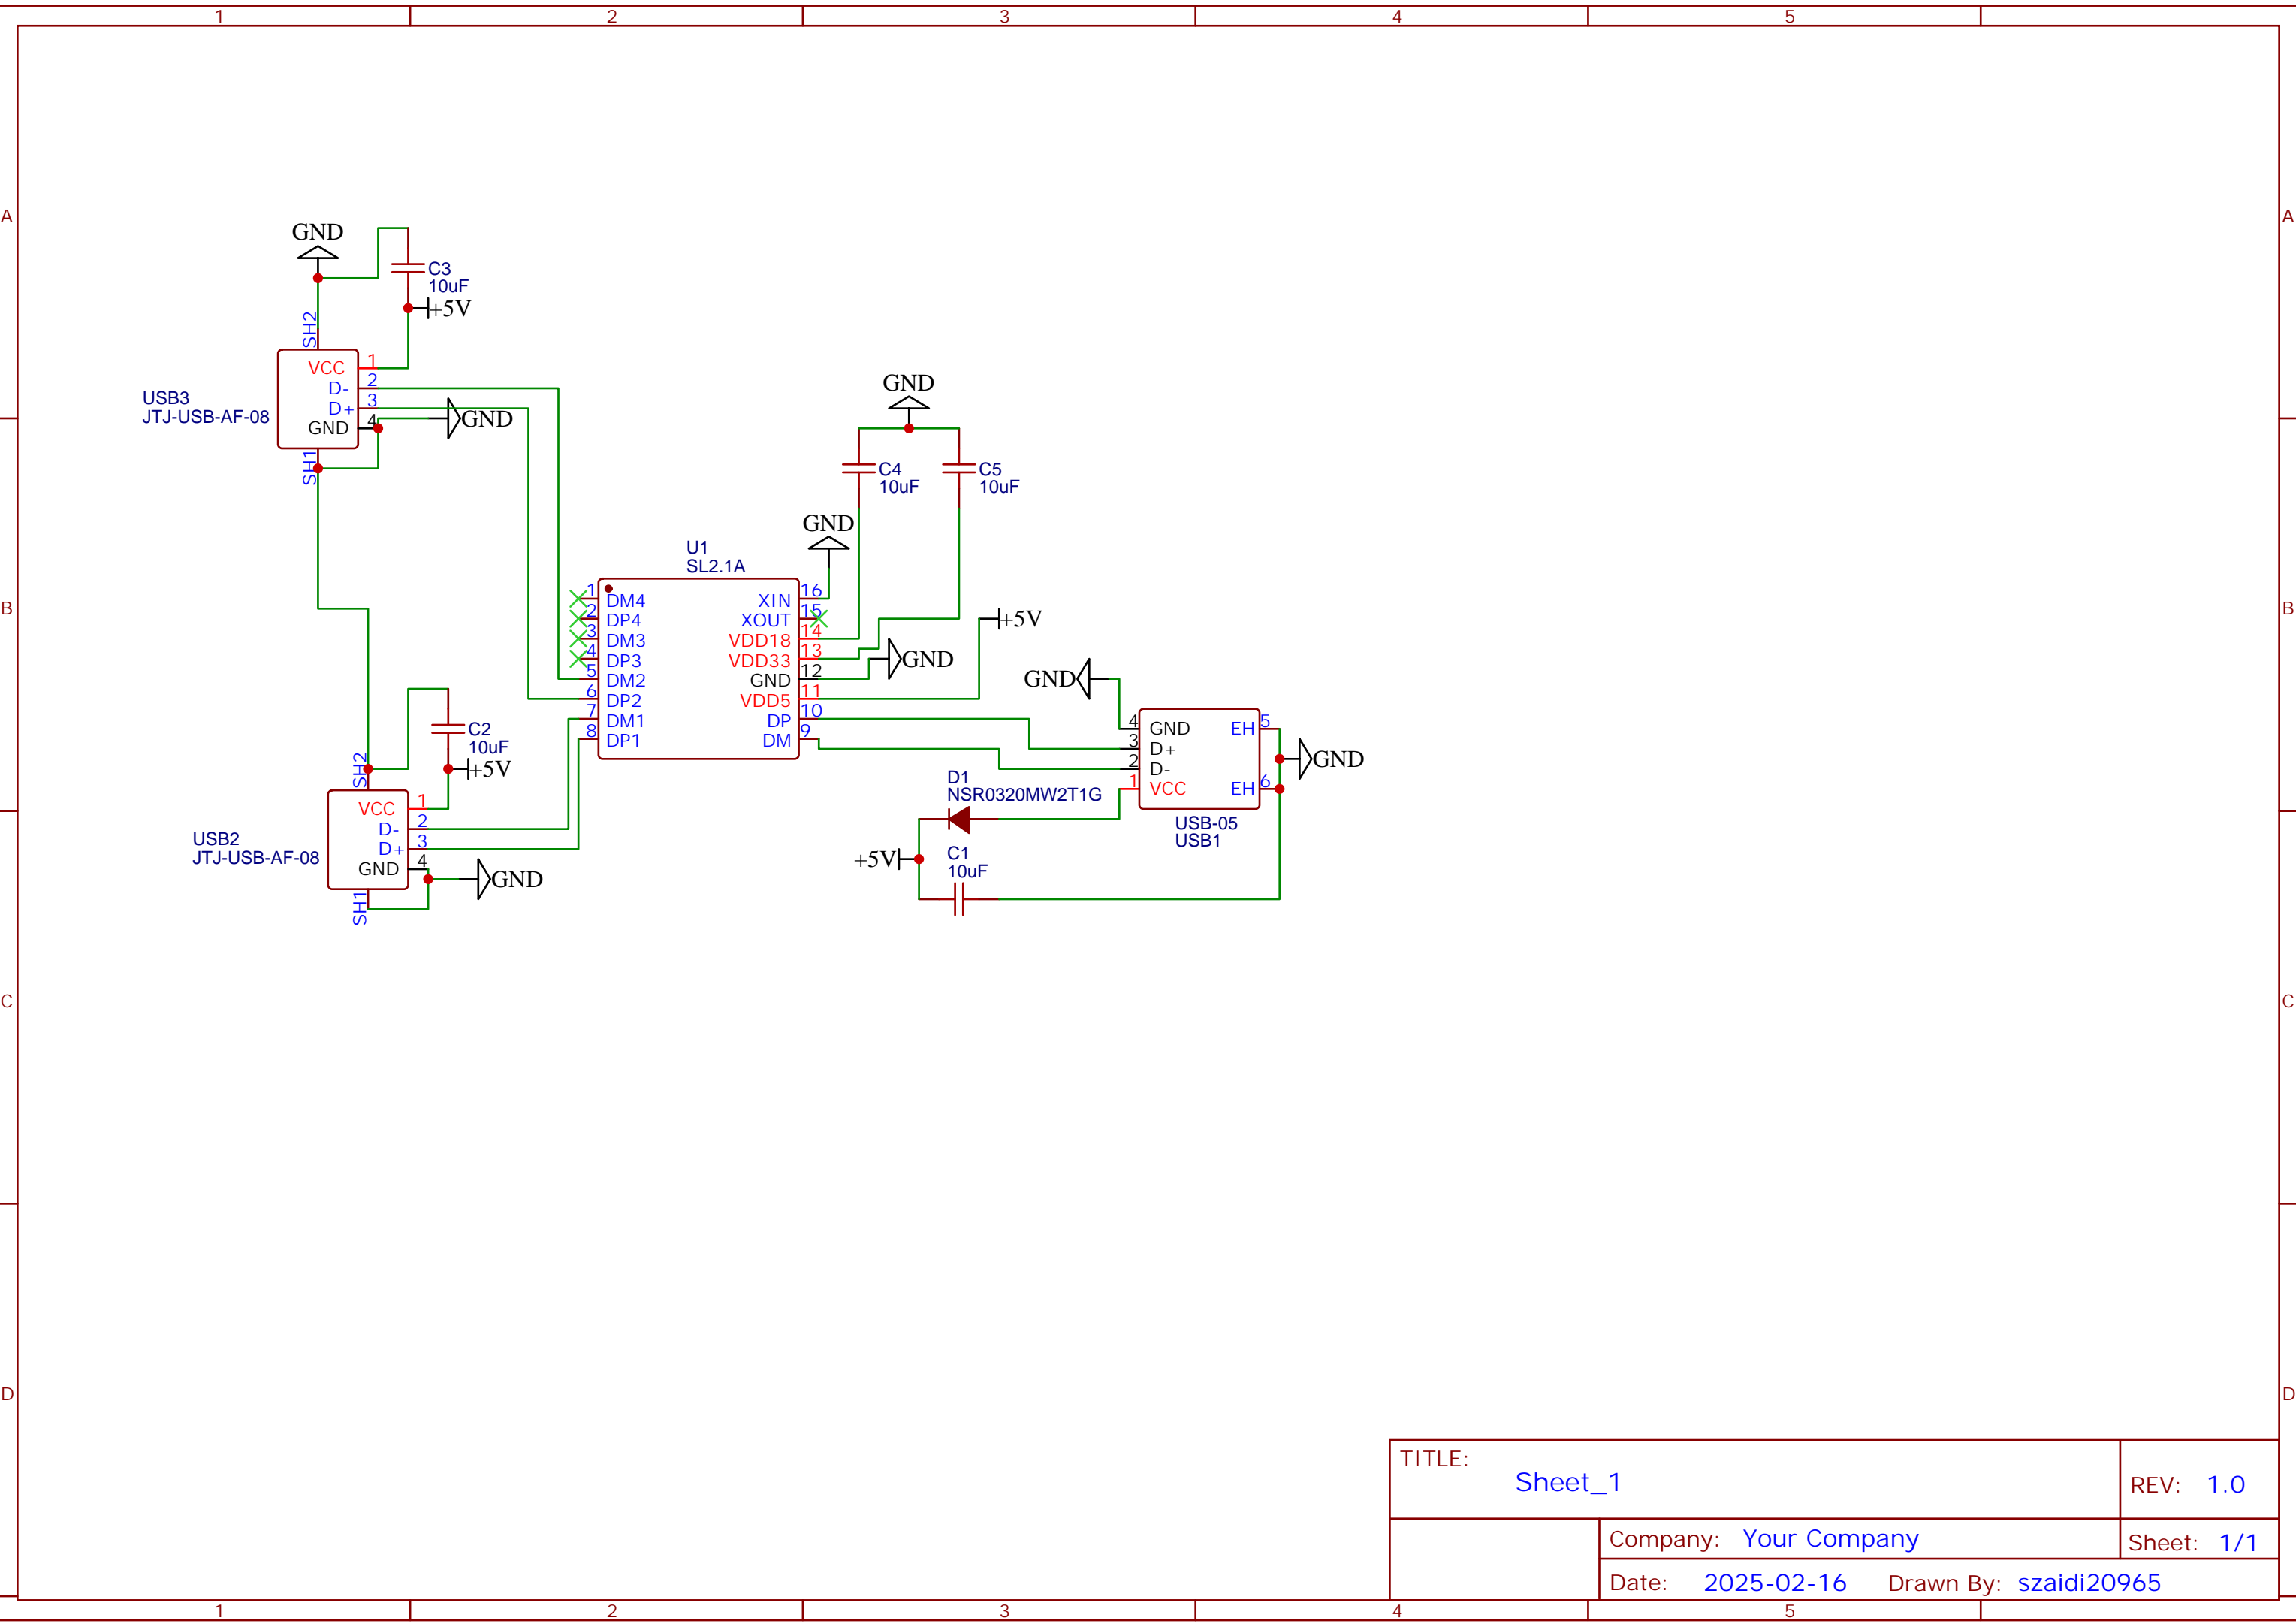 1 2 3 4 5
A A
GND
C3
10uF
+5V
SH2
VCC 1
D- 2
D+ 3
GND 4
SH1
USB3
JTJ-USB-AF-08
GND
GND
C4
10uF
C5
10uF
GND
U1
SL2.1A
B B
1 DM4 XIN 16
2 DP4 XOUT 15
3 DM3 VDD18 14
4 DP3 VDD33 13
5 DM2 GND 12
6 DP2 VDD5 11
7 DM1 DP 10
8 DP1 DM 9
+5V
GND
GND
C2
10uF
+5V
SH2
VCC 1
D- 2
D+ 3
GND 4
SH1
USB2
JTJ-USB-AF-08
GND
4 GND EH 5
3 D+
2 D-
1 VCC EH 6
USB-05
USB1
GND
D1
NSR0320MW2T1G
+5V
C1
10uF
C C
D D
TITLE:
Sheet_1
REV: 1.0
Company: Your Company
Sheet: 1/1
Date: 2025-02-16 Drawn By: szaidi20965
1 2 3 4 5